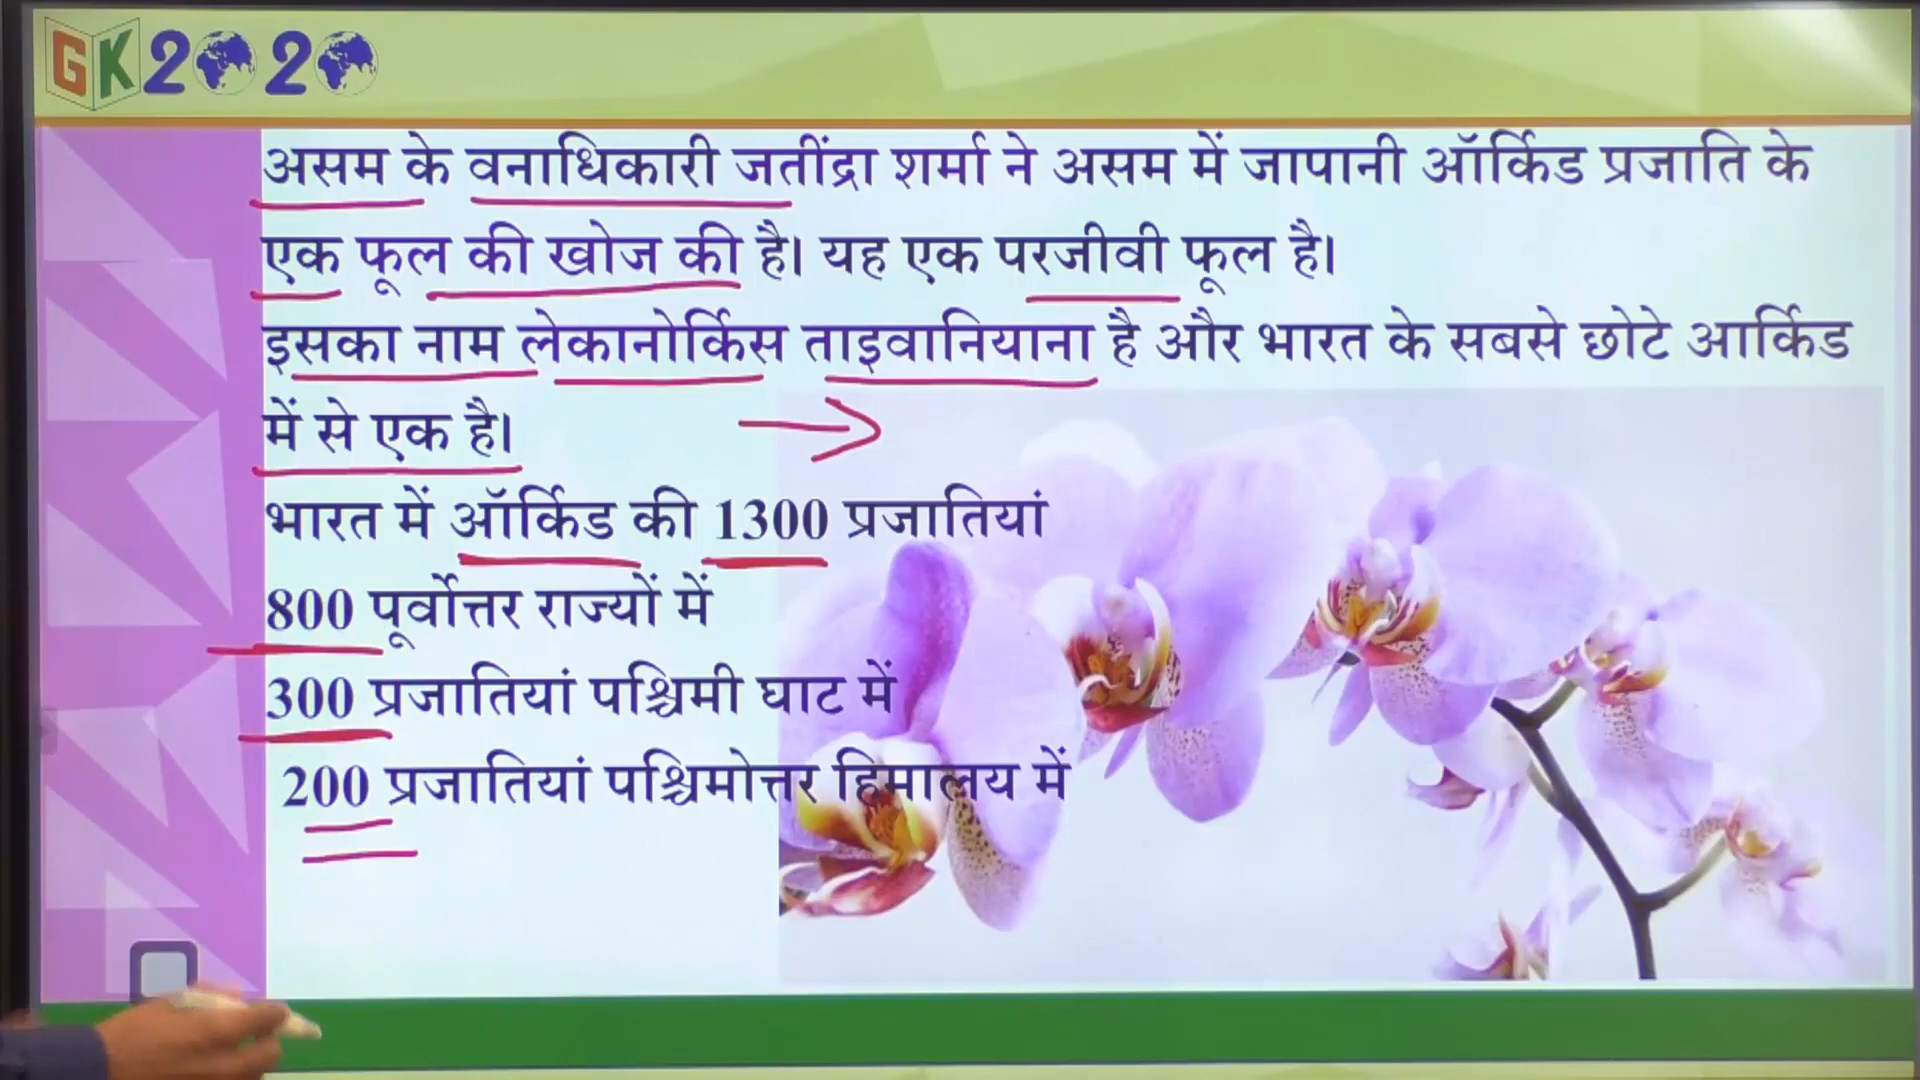 GK2020
असम के वनाधिकारी जतींद्रा शर्मा ने असम में जापानी ऑर्किड प्रजाति के
एक फूल की खोज की है। यह एक परजीवी फूल है।
इसका नाम लेकानोर्किस ताइवानियाना है और भारत के सबसे छोटे आर्किड
में से एक है।
भारत में ऑर्किड की 1300 प्रजातियां
800 पूर्वोत्तर राज्यों में
300 प्रजातियां पश्चिमी घाट में
200 प्रजातियां पश्चिमोत्तर हिमालय में